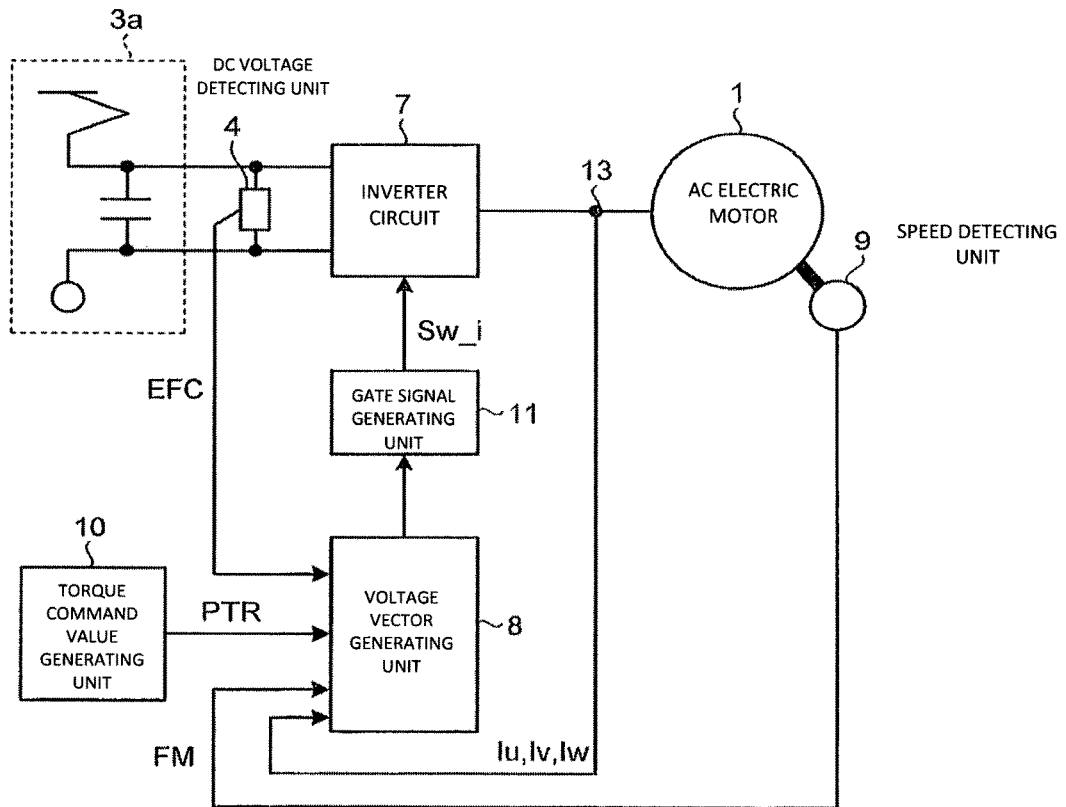 3a
DC VOLTAGE
DETECTING UNIT
4
7
INVERTER
CIRCUIT
13
1
AC ELECTRIC
MOTOR
SPEED DETECTING
UNIT
9
Sw_i
EFC
GATE SIGNAL
GENERATING
UNIT
11
10
TORQUE
COMMAND
VALUE
GENERATING
UNIT
PTR
VOLTAGE
VECTOR
GENERATING
UNIT
8
FM
Iu,Iv,Iw